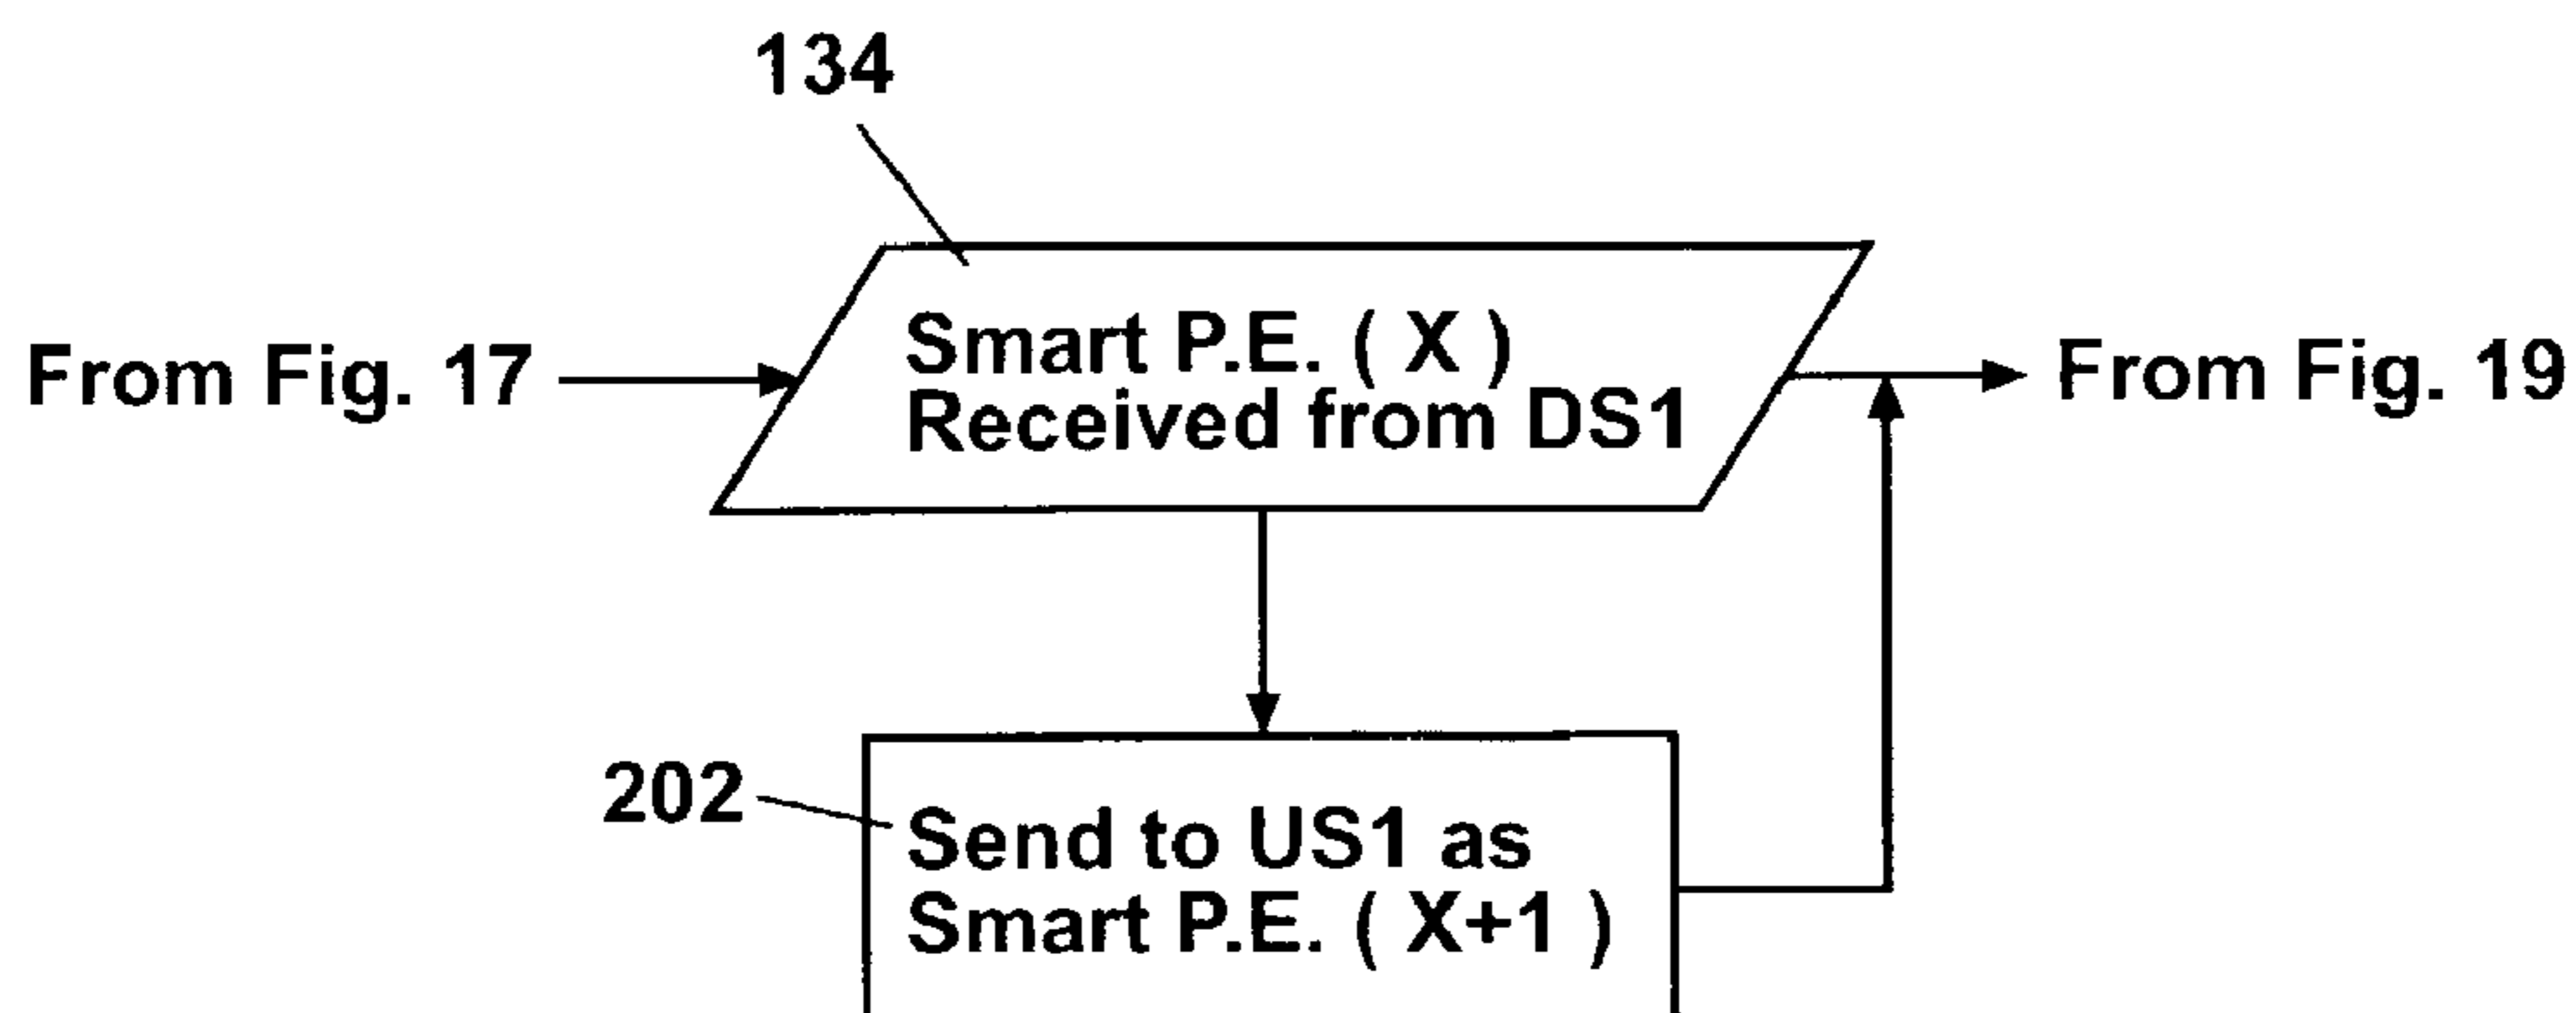 134
From Fig. 17
Smart P.E. ( X )
Received from DS1
From Fig. 19
202
Send to US1 as
Smart P.E. ( X+1 )